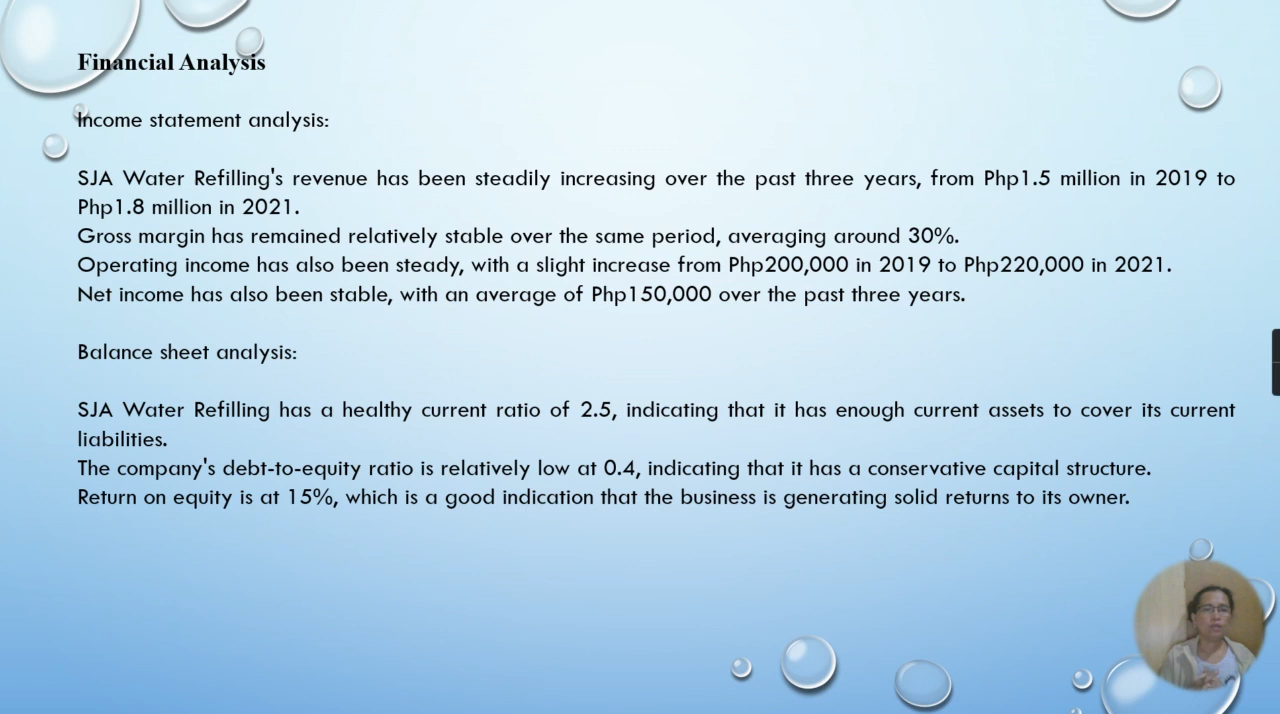 Financial Analysis
Income statement analysis:
SJA Water Refilling's revenue has been steadily increasing over the past three years, from Php1.5 million in 2019 to
Php1.8 million in 2021.
Gross margin has remained relatively stable over the same period, averaging around 30%.
Operating income has also been steady, with a slight increase from Php200,000 in 2019 to Php220,000 in 2021.
Net income has also been stable, with an average of Php150,000 over the past three years.
Balance sheet analysis:
SJA Water Refilling has a healthy current ratio of 2.5, indicating that it has enough current assets to cover its current
liabilities.
The company's debt-to-equity ratio is relatively low at 0.4, indicating that it has a conservative capital structure.
Return on equity is at 15%, which is a good indication that the business is generating solid returns to its owner.